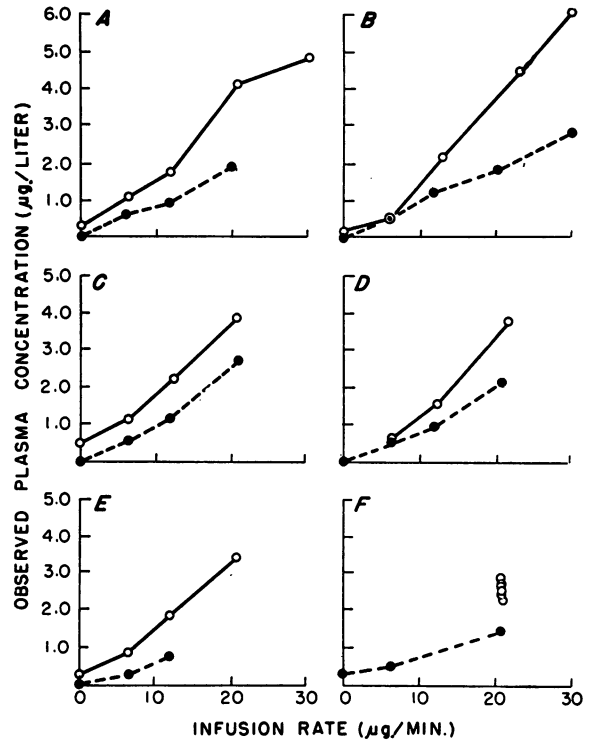 A
B
6.0
5.0
4.0
3.0
2.0
1.0
C
D
5.0
4.0
3.0
2.0
1.0
E
F
5.0
4.0
3.0
2.0
1.0
0 10 20 30
0 10 20 30
OBSERVED PLASMA CONCENTRATION (µg/LITER)
INFUSION RATE (µg/MIN.)